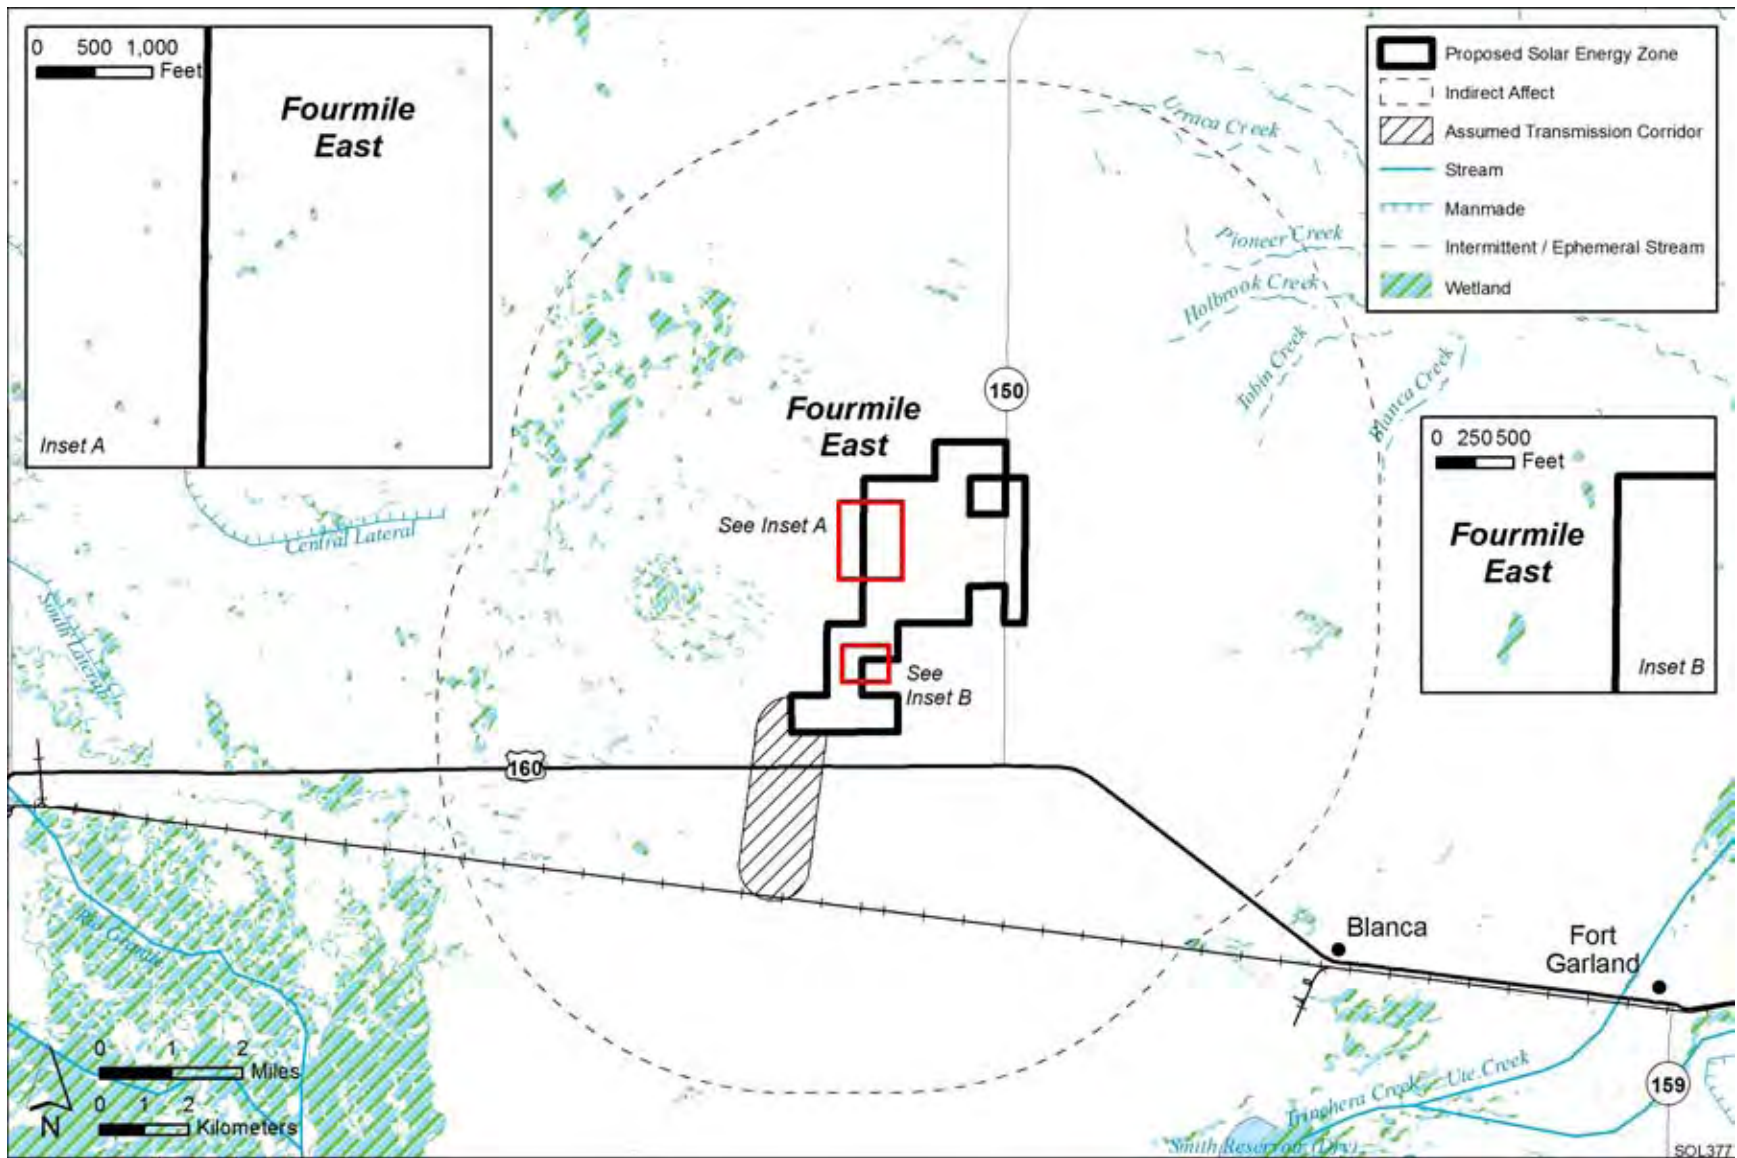 0 500 1,000
Feet
Fourmile
East
Inset A
Proposed Solar Energy Zone
Indirect Affect
Assumed Transmission Corridor
Stream
Manmade
Intermittent / Ephemeral Stream
Wetland
Urraca Creek
Pioneer Creek
Holbrook Creek
Tobin Creek
Blanca Creek
150
Fourmile
East
See Inset A
See
Inset B
0 250 500
Feet
Fourmile
East
Inset B
Central Lateral
South Lateral
160
Rio Grande
Blanca
Fort
Garland
159
Trinchera Creek
Ute Creek
Smith Reservoir (Dry)
0 1 2
Miles
0 1 2
Kilometers
N
SOL377